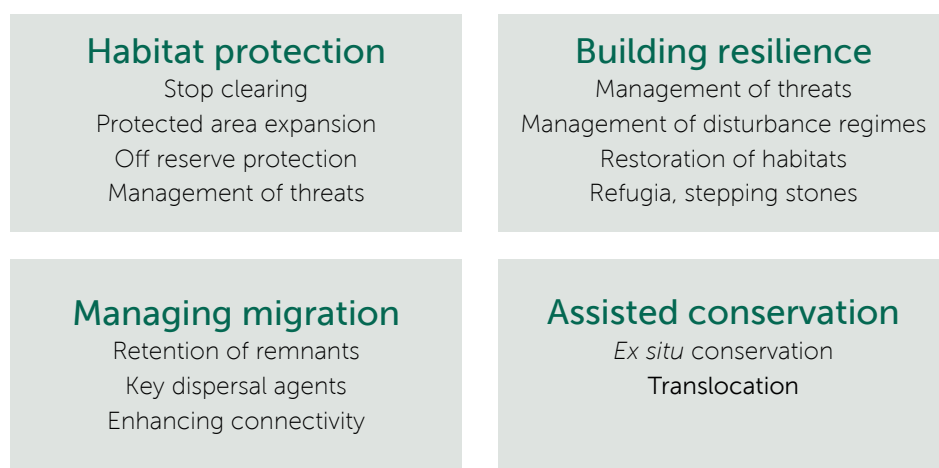 Habitat protection
Stop clearing
Protected area expansion
Off reserve protection
Management of threats
Building resilience
Management of threats
Management of disturbance regimes
Restoration of habitats
Refugia, stepping stones
Managing migration
Retention of remnants
Key dispersal agents
Enhancing connectivity
Assisted conservation
Ex situ conservation
Translocation